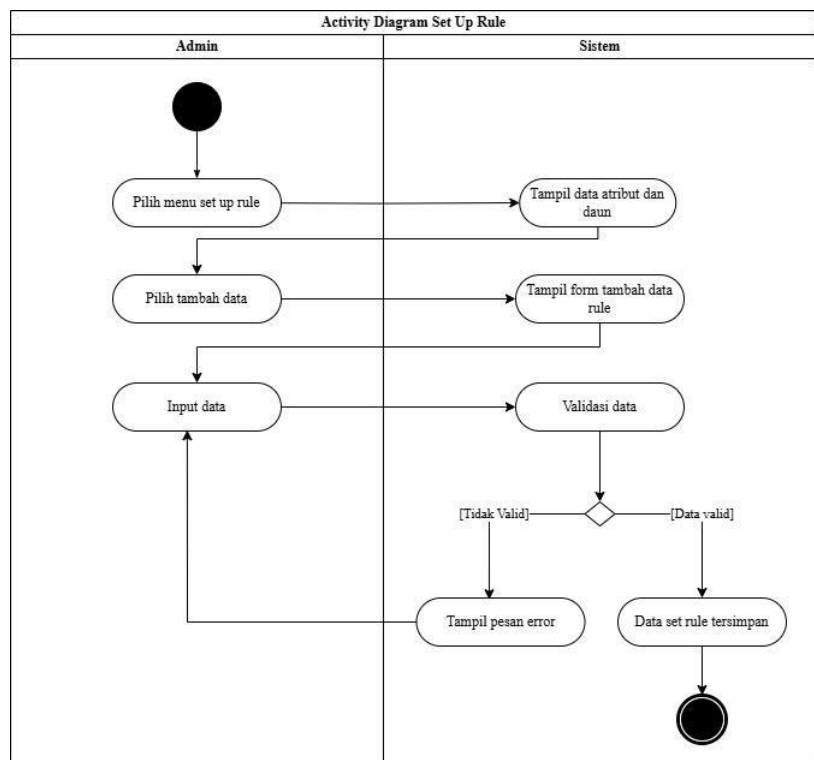 Activity Diagram Set Up Rule
Admin
Sistem
Pilih menu set up rule
Tampil data atribut dan
daun
Pilih tambah data
Tampil form tambah data
rule
Input data
Validasi data
[Tidak Valid]
[Data valid]
Tampil pesan error
Data set rule tersimpan